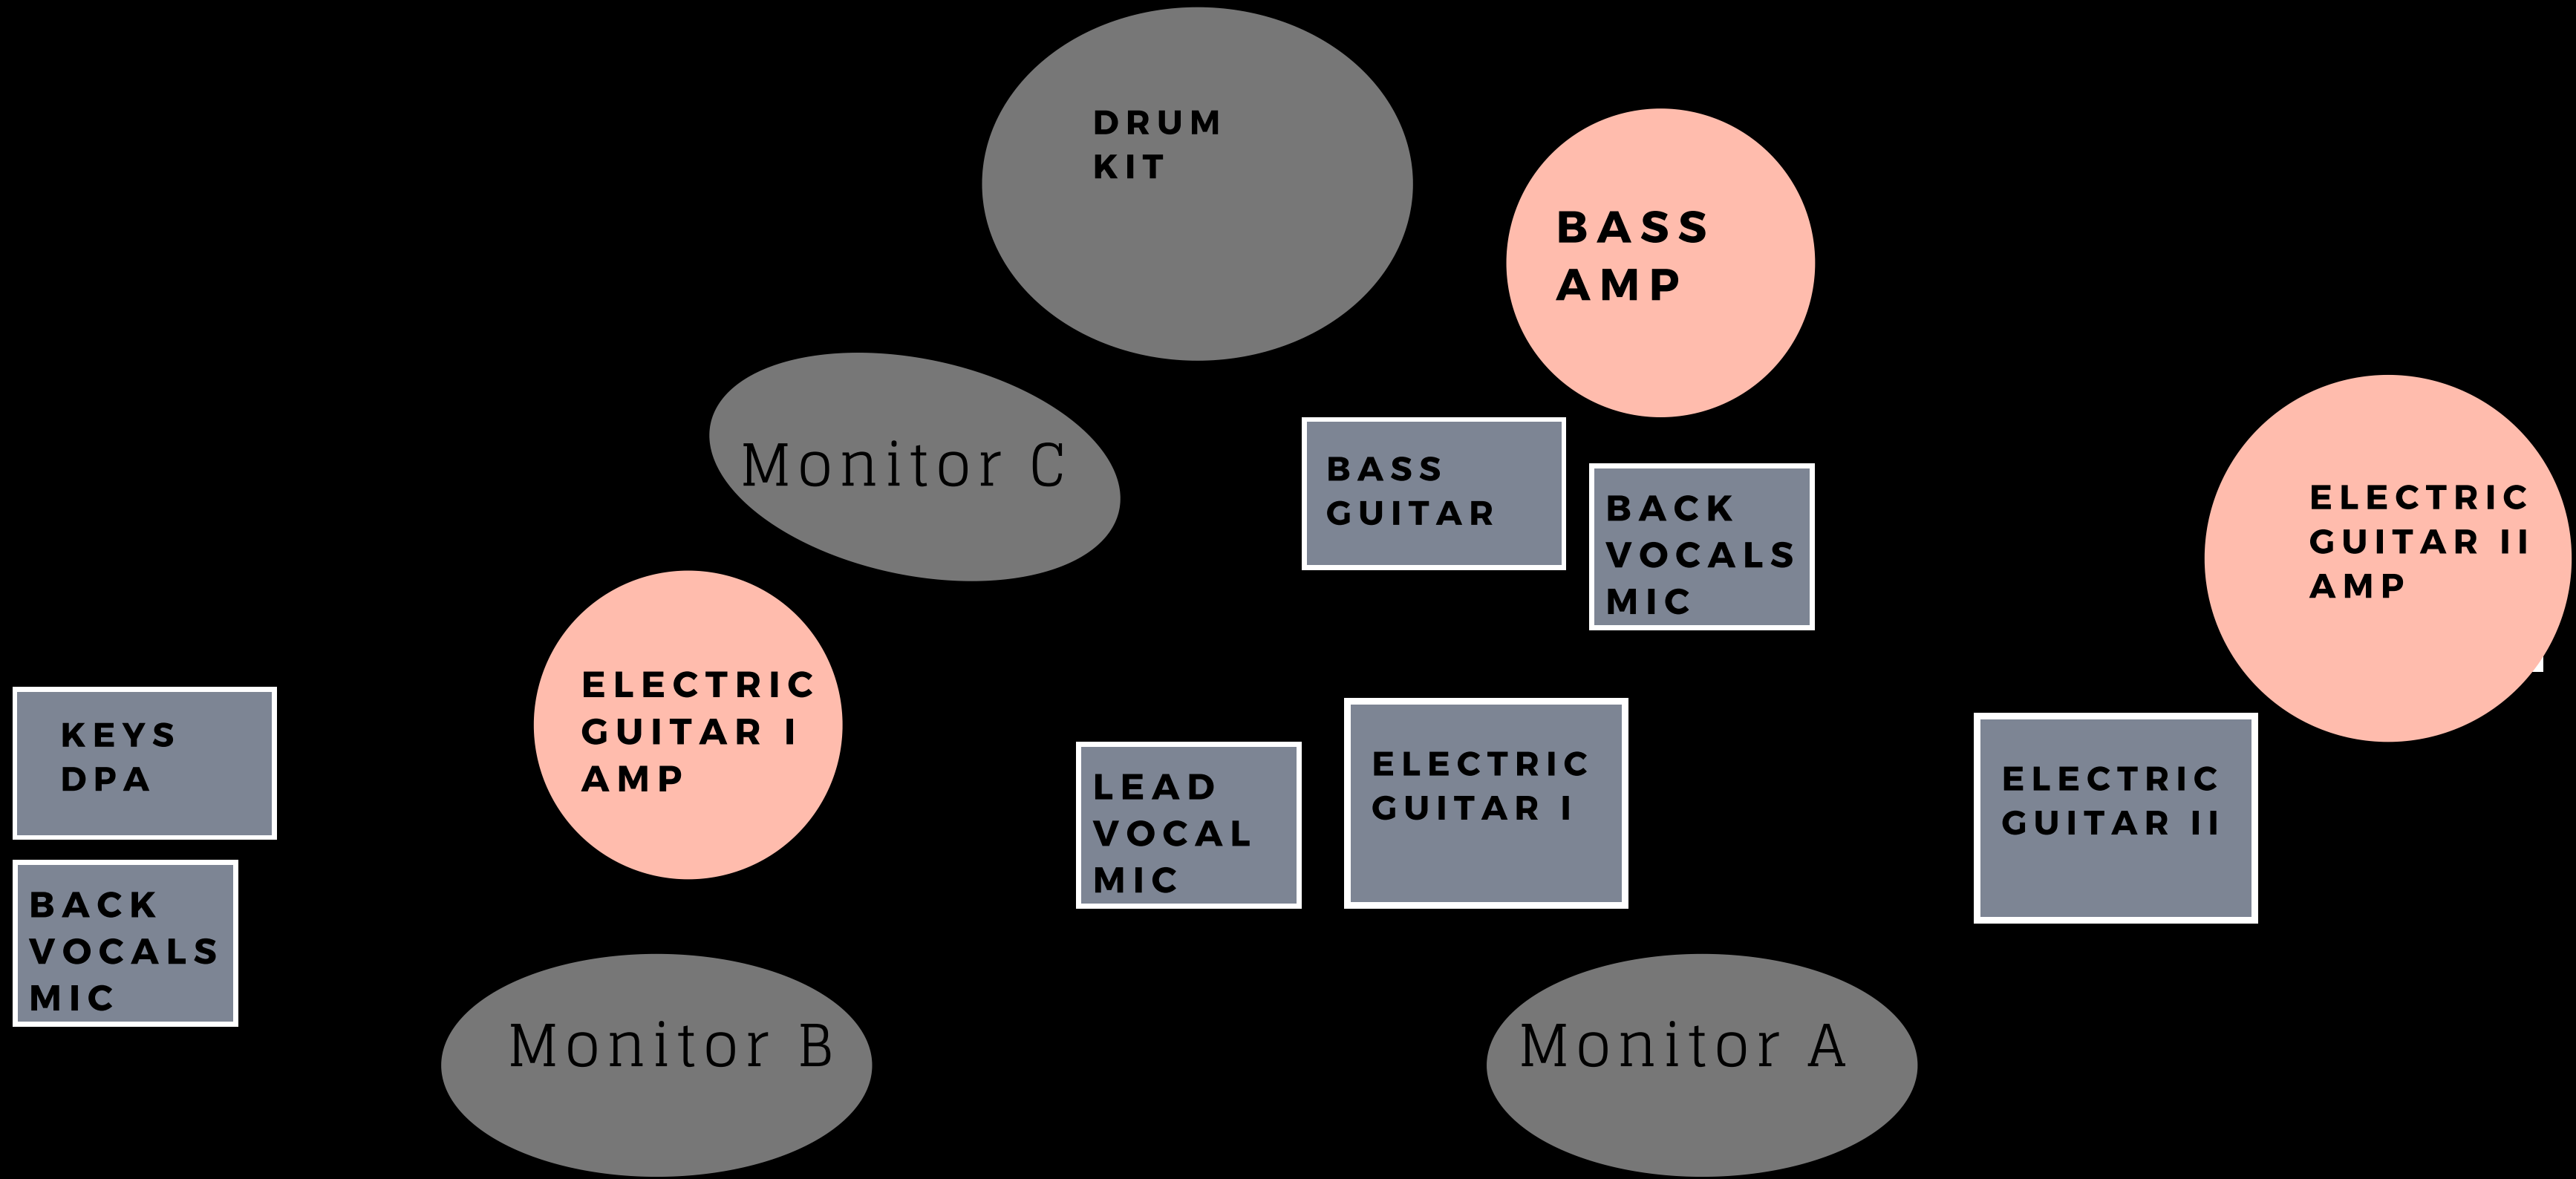 DRUM
KIT
BASS
AMP
Monitor C
BASS
GUITAR
BACK
VOCALS
MIC
ELECTRIC
GUITAR II
AMP
ELECTRIC
GUITAR I
AMP
KEYS
DPA
LEAD
VOCAL
MIC
ELECTRIC
GUITAR I
ELECTRIC
GUITAR II
BACK
VOCALS
MIC
Monitor B
Monitor A